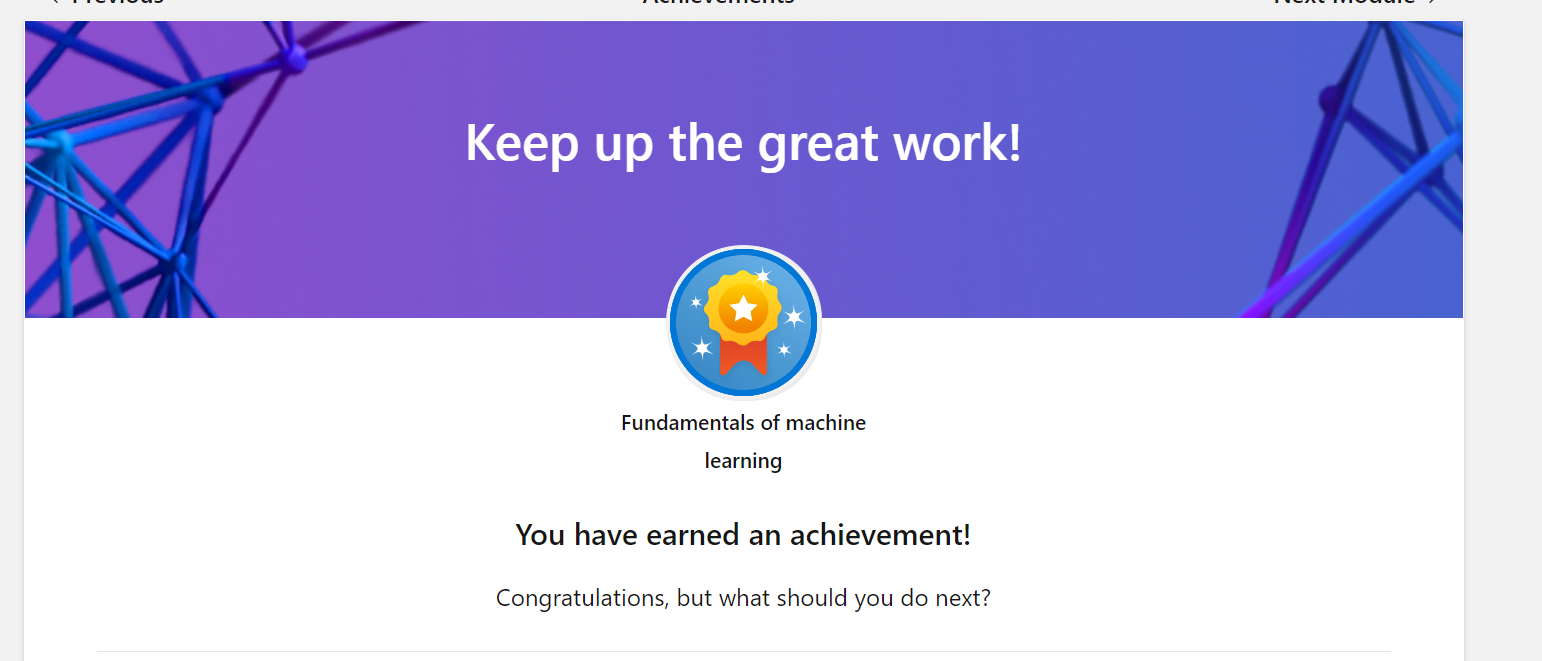 Previous Achievements Next Module
Keep up the great work!
Fundamentals of machine
learning
You have earned an achievement!
Congratulations, but what should you do next?